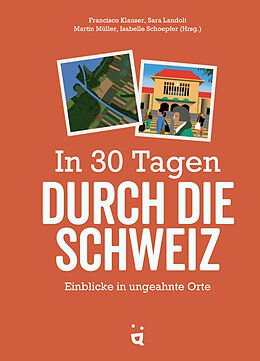 Francisco Klauser, Sara Landolt
Martin Müller, Isabelle Schoepfer (Hrsg.)
In 30 Tagen
DURCH DIE
SCHWEIZ
Einblicke in ungeahnte Orte